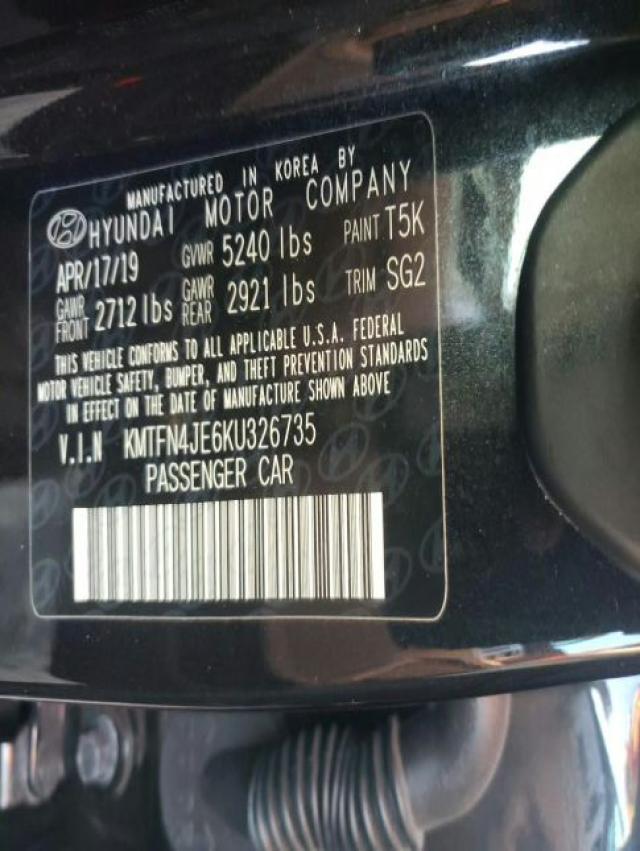 MANUFACTURED IN KOREA BY
HYUNDAI MOTOR COMPANY
APR/17/19 GVWR 5240 lbs PAINT T5K
GAWR FRONT 2712 lbs GAWR REAR 2921 lbs TRIM SG2
THIS VEHICLE CONFORMS TO ALL APPLICABLE U.S.A. FEDERAL
MOTOR VEHICLE SAFETY, BUMPER, AND THEFT PREVENTION STANDARDS
IN EFFECT ON THE DATE OF MANUFACTURE SHOWN ABOVE
V.I.N KMTFN4JE6KU326735
PASSENGER CAR